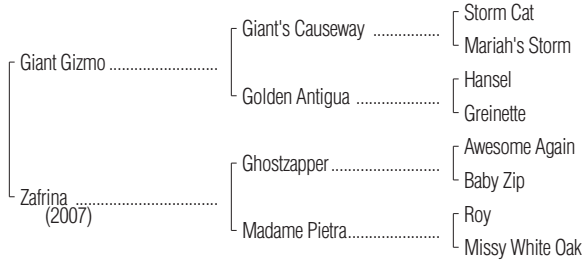 Storm Cat
Giant's Causeway ................
Mariah's Storm
Giant Gizmo ..........................
Hansel
Golden Antigua ....................
Greinette
Awesome Again
Ghostzapper..........................
Baby Zip
Zafrina ..................................
(2007)
Roy
Madame Pietra......................
Missy White Oak